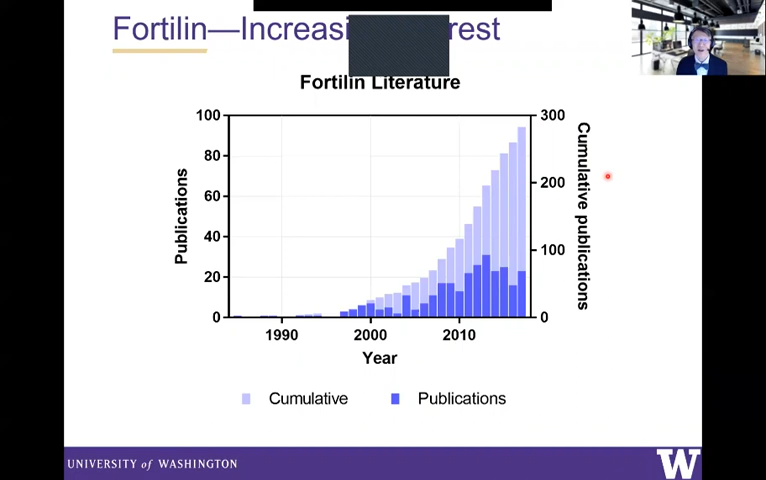 Fortilin—Increasi rest
Fortilin Literature
Publications
100
80
60
40
20
0
300
200
100
0
Cumulative publications
1990
2000
2010
Year
Cumulative
Publications
UNIVERSITY of WASHINGTON
W